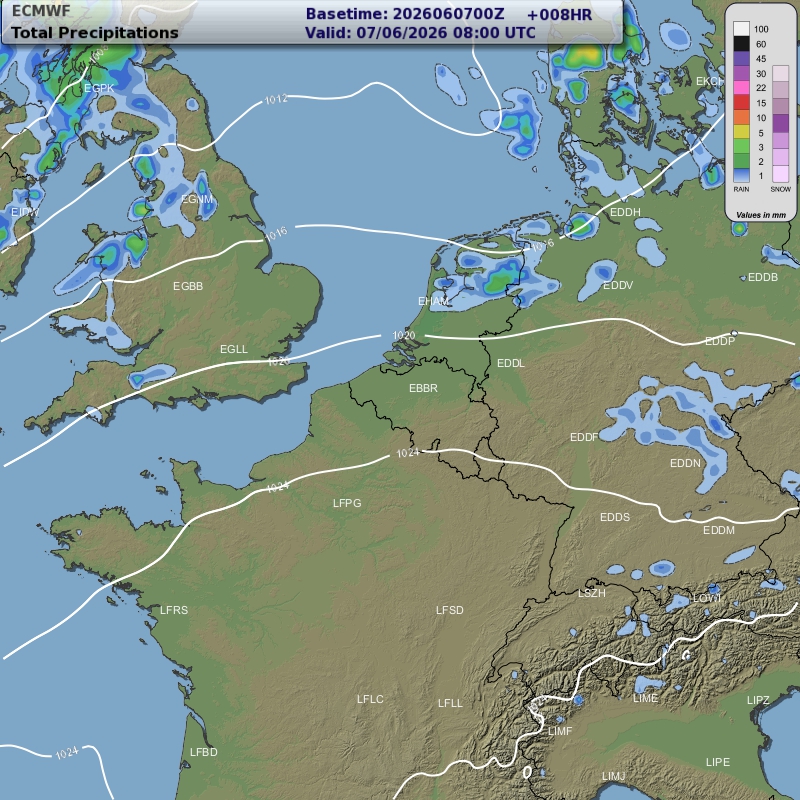 ECMWF
Total Precipitations
Basetime: 2026060700Z +008HR
Valid: 07/06/2026 08:00 UTC
100
60
45
30
22
15
10
5
3
2
1
RAIN SNOW
Values in mm
EGPK
1012
EIDW
EGNM
1016
EDDH
1016
EGBB
EHAM
EDDV
EDDB
EGLL
1020
1020
EDDP
EDDL
EBBR
EDDF
1024
EDDN
1024
LFPG
EDDS
EDDM
LSZH
LOWI
LFRS
LFSD
LFLC
LFLL
LIME
LIPZ
LIMF
1024
LFBD
LIPE
LIMJ